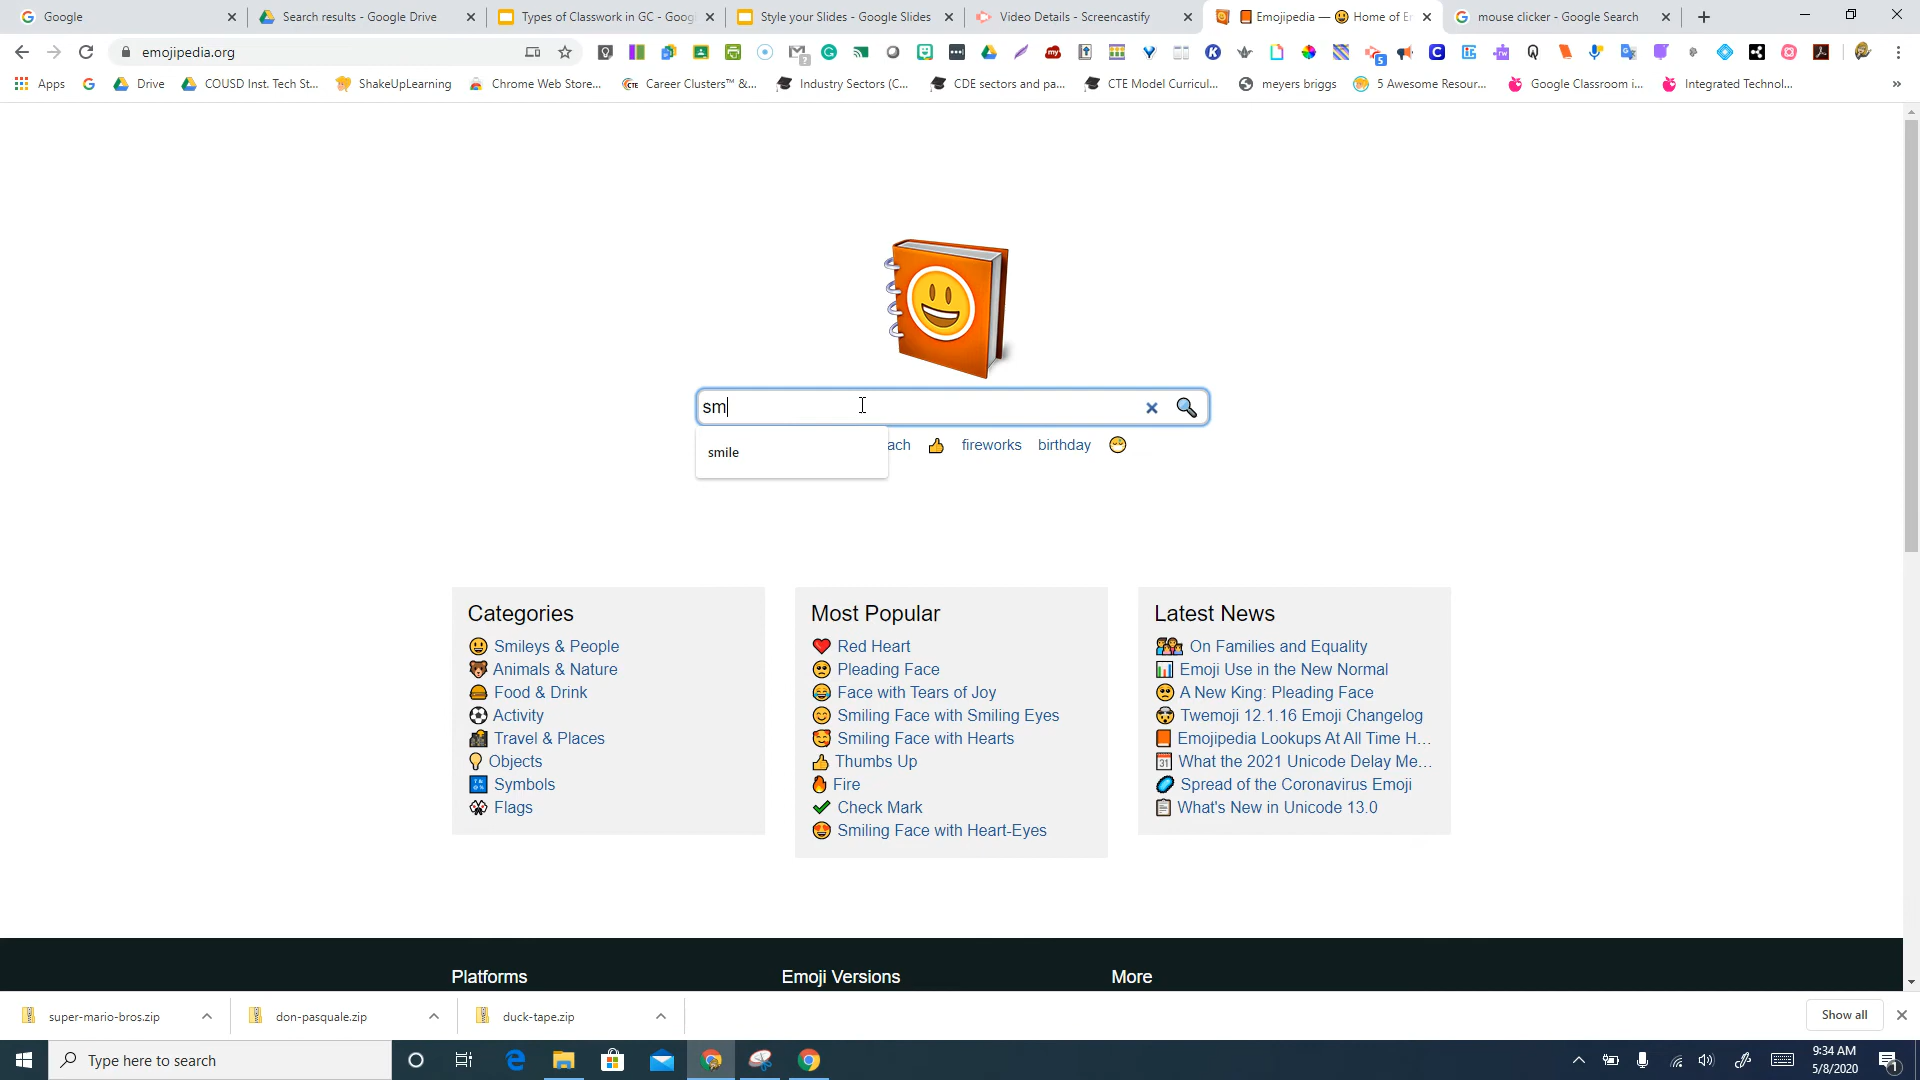 Google
Search results - Google Drive
Types of Classwork in GC - Goog
Style your Slides - Google Slides
Video Details - Screencastify
Emojipedia — 😃 Home of Er
mouse clicker - Google Search
emojipedia.org
Apps
Drive
COUSD Inst. Tech St...
ShakeUpLearning
Chrome Web Store...
Career Clusters™ &...
Industry Sectors (C...
CDE sectors and pa...
CTE Model Curricul...
meyers briggs
5 Awesome Resour...
Google Classroom i...
Integrated Technol...
sm
smile
ach
fireworks
birthday
Categories
Smileys & People
Animals & Nature
Food & Drink
Activity
Travel & Places
Objects
Symbols
Flags
Most Popular
Red Heart
Pleading Face
Face with Tears of Joy
Smiling Face with Smiling Eyes
Smiling Face with Hearts
Thumbs Up
Fire
Check Mark
Smiling Face with Heart-Eyes
Latest News
On Families and Equality
Emoji Use in the New Normal
A New King: Pleading Face
Twemoji 12.1.16 Emoji Changelog
Emojipedia Lookups At All Time H...
What the 2021 Unicode Delay Me...
Spread of the Coronavirus Emoji
What's New in Unicode 13.0
Platforms
Emoji Versions
More
super-mario-bros.zip
don-pasquale.zip
duck-tape.zip
Show all
Type here to search
9:34 AM
5/8/2020
1